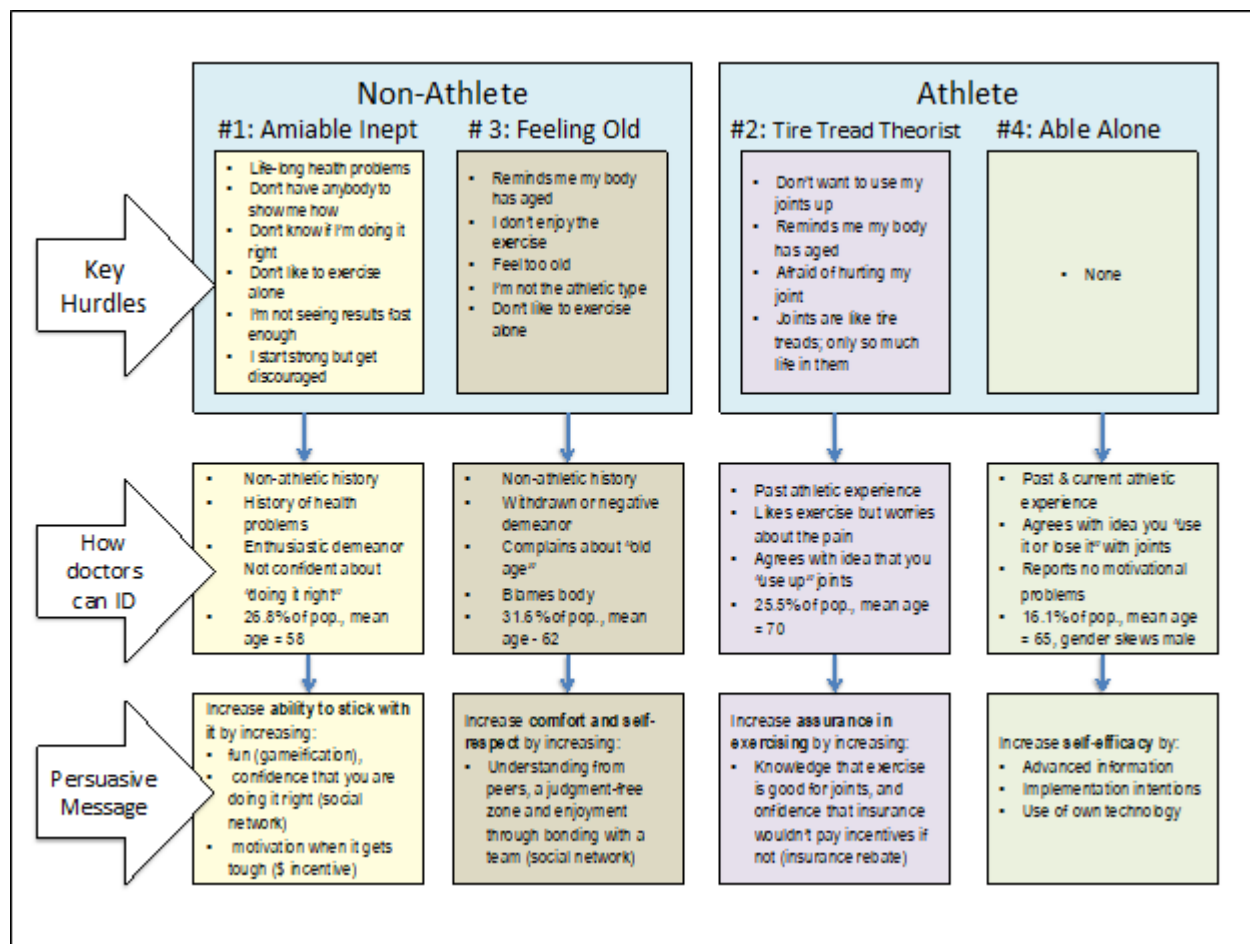 Non-Athlete
#1: Amiable Inept
# 3: Feeling Old
Athlete
#2: Tire Tread Theorist
#4: Able Alone
Key
Hurdles
▪ Life-long health problems
▪ Don't have anybody to
show me how
▪ Don't know if I'm doing it
right
▪ Don't like to exercise
alone
▪ I'm not seeing results fast
enough
▪ I start strong but get
discouraged
▪ Reminds me my body
has aged
▪ I don't enjoy the
exercise
▪ Feel too old
▪ I'm not the athletic type
▪ Don't like to exercise
alone
▪ Don't want to use my
joints up
▪ Reminds me my body
has aged
▪ Afraid of hurting my
joint
▪ Joints are like tire
treads; only so much
life in them
▪ None
How
doctors
can ID
▪ Non-athletic history
▪ History of health
problems
▪ Enthusiastic demeanor
Not confident about
"doing it right"
▪ 26.8% of pop., mean
age = 58
▪ Non-athletic history
▪ Withdrawn or negative
demeanor
▪ Complains about "old
age"
▪ Blames body
▪ 31.6% of pop., mean
age - 62
▪ Past athletic experience
▪ Likes exercise but worries
about the pain
▪ Agrees with idea that you
"use up" joints
▪ 25.5% of pop., mean age
= 70
▪ Past & current athletic
experience
▪ Agrees with idea you "use
it or lose it" with joints
▪ Reports no motivational
problems
▪ 16.1% of pop., mean age
= 65, gender skews male
Persuasive
Message
Increase ability to stick with
it by increasing:
▪ fun (gameification),
▪ confidence that you are
doing it right (social
network)
▪ motivation when it gets
tough ($ incentive)
Increase comfort and self-
respect by increasing:
▪ Understanding from
peers, a judgment-free
zone and enjoyment
through bonding with a
team (social network)
Increase assurance in
exercising by increasing:
▪ Knowledge that exercise
is good for joints, and
onfidence that insurance
wouldn't pay incentives if
not (insurance rebate)
Increase self-efficacy by:
▪ Advanced information
▪ Implementation intentions
▪ Use of own technology